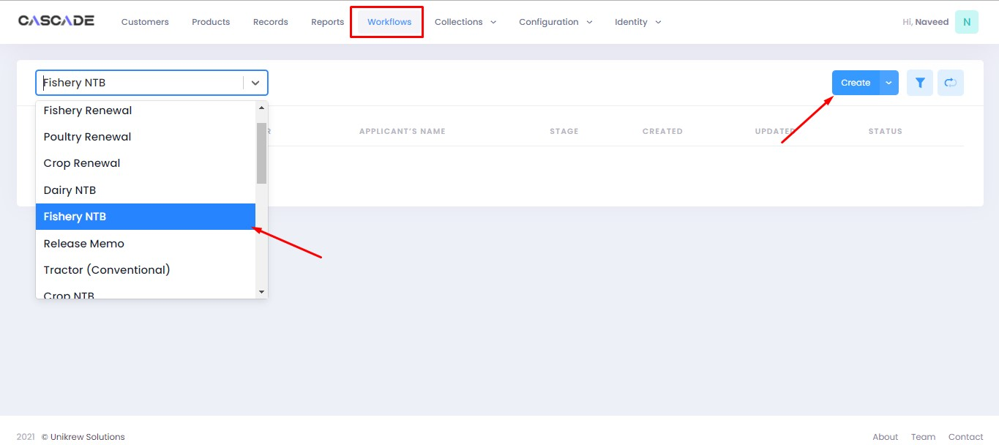 CASCADE Customers Products Records Reports Workflows Collections Configuration Identity Hi, Naveed N
Fishery NTB Create
Fishery Renewal
R APPLICANT'S NAME STAGE CREATED UPDATED STATUS
Poultry Renewal
Crop Renewal
Dairy NTB
Fishery NTB
Release Memo
Tractor (Conventional)
Crop NTB
2021 © Unikrew Solutions About Team Contact